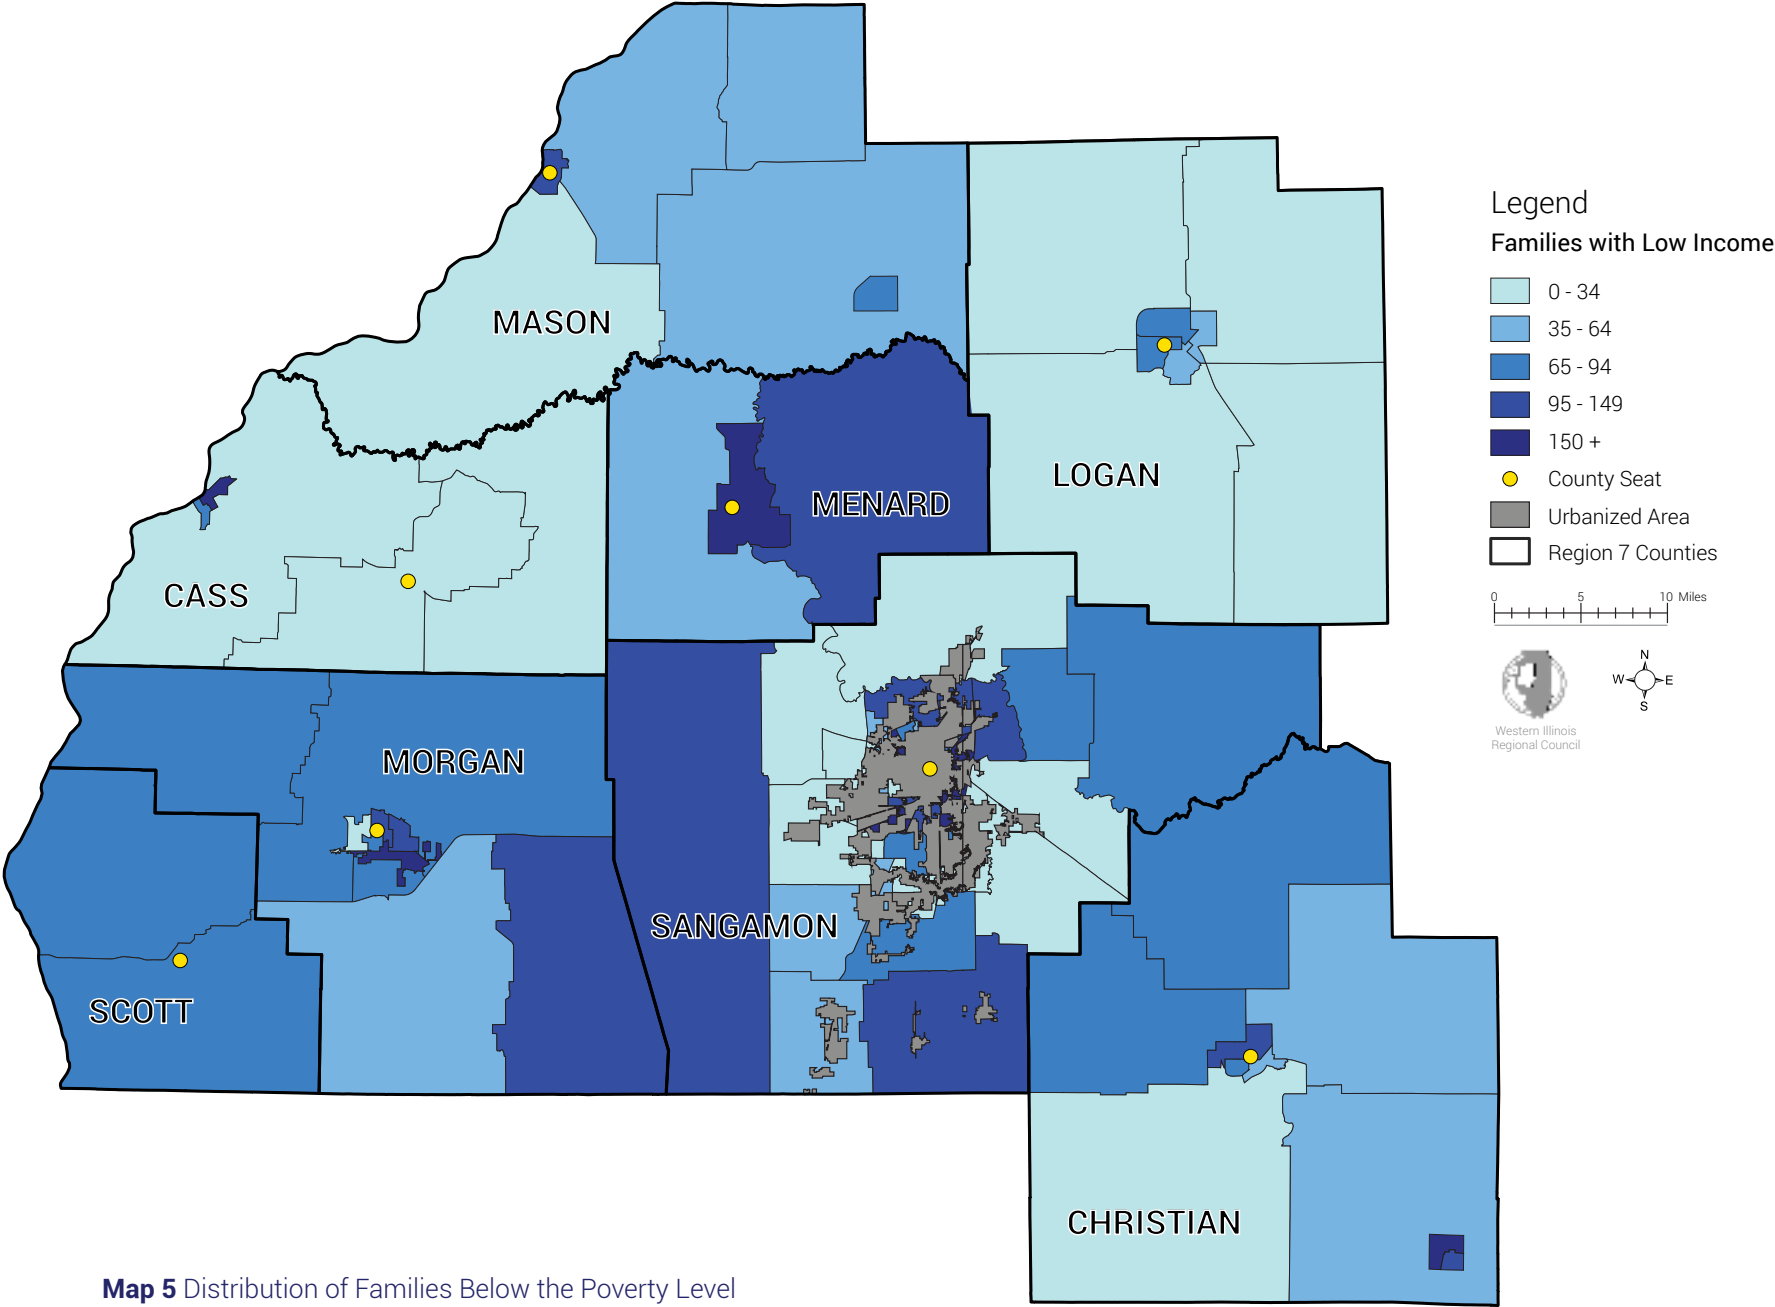 MASON
MENARD
LOGAN
CASS
MORGAN
SANGAMON
SCOTT
CHRISTIAN
Legend
Families with Low Income
0 - 34
35 - 64
65 - 94
95 - 149
150 +
County Seat
Urbanized Area
Region 7 Counties
0 5 10 Miles
N
W E
S
Western Illinois
Regional Council
Map 5 Distribution of Families Below the Poverty Level